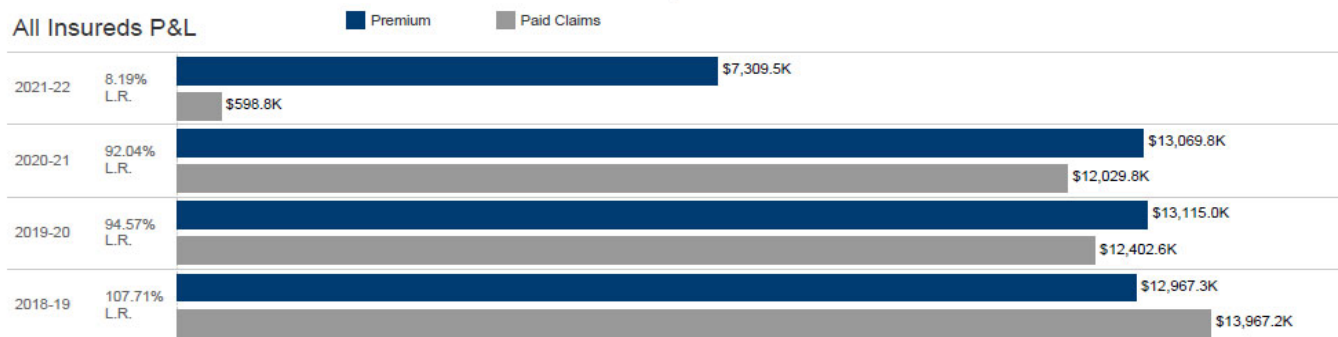 All Insureds P&L
Premium
Paid Claims
2021-22
8.19%
L.R.
$7,309.5K
$598.8K
2020-21
92.04%
L.R.
$13,069.8K
$12,029.8K
2019-20
94.57%
L.R.
$13,115.0K
$12,402.6K
2018-19
107.71%
L.R.
$12,967.3K
$13,967.2K